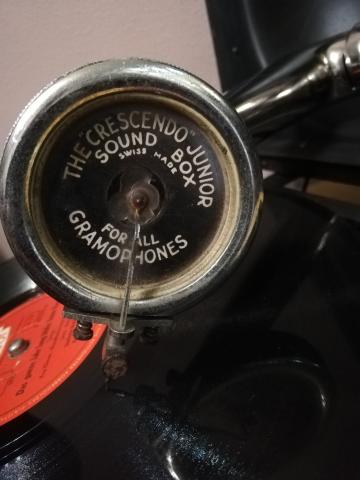 THE "CRESCENDO" JUNIOR
SOUND BOX
SWISS MADE
FOR ALL
GRAMOPHONES